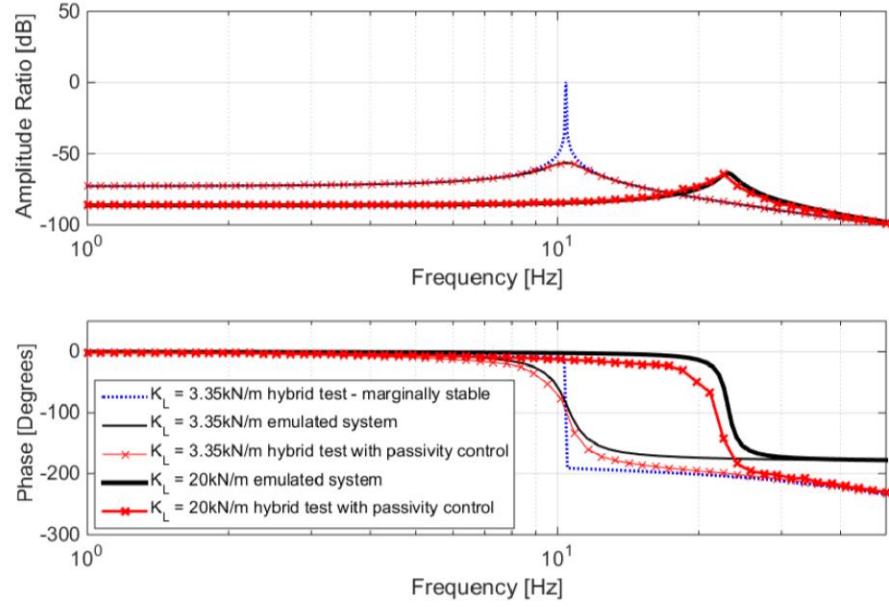 50
0
-50
-100
Amplitude Ratio [dB]
10^0
10^1
Frequency [Hz]
0
-100
-200
-300
Phase [Degrees]
K_L = 3.35kN/m hybrid test - marginally stable
K_L = 3.35kN/m emulated system
K_L = 3.35kN/m hybrid test with passivity control
K_L = 20kN/m emulated system
K_L = 20kN/m hybrid test with passivity control
10^0
10^1
Frequency [Hz]